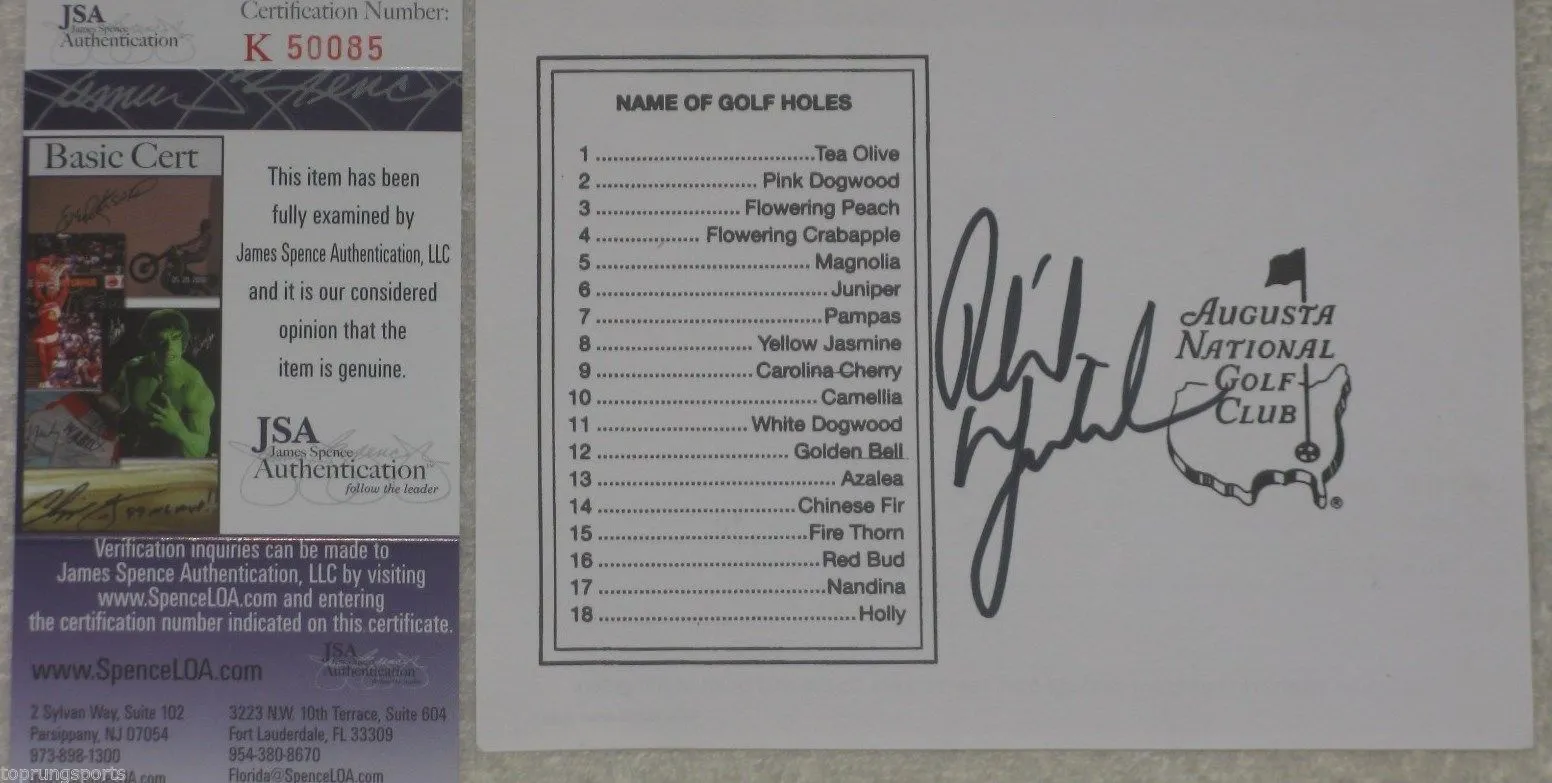 JSA
James Spence
Authentication
Certification Number:
K 50085
Basic Cert
This item has been
fully examined by
James Spence Authentication, LLC
and it is our considered
opinion that the
item is genuine.
JSA
James Spence
Authentication™
follow the leader
Verification inquiries can be made to
James Spence Authentication, LLC by visiting
www.SpenceLOA.com and entering
the certification number indicated on this certificate.
www.SpenceLOA.com
JSA
James Spence
Authentication
2 Sylvan Way, Suite 102
Parsippany, NJ 07054
973-898-1300
3223 N.W. 10th Terrace, Suite 604
Fort Lauderdale, FL 33309
954-380-8670
Florida@SpenceLOA.com
toprungsports
NAME OF GOLF HOLES
1 ........................................Tea Olive
2 ............................. Pink Dogwood
3 .......................... Flowering Peach
4 ................... Flowering Crabapple
5 ....................................... Magnolia
6 ..........................................Juniper
7 .........................................Pampas
8 ............................ Yellow Jasmine
9 ............................ Carolina Cherry
10 ........................................ Camellia
11 ........................... White Dogwood
12 ................................... Golden Bell
13 ........................................... Azalea
14 ....................................Chinese Fir
15 ......................................Fire Thorn
16 ........................................Red Bud
17 .........................................Nandina
18 ...............................................Holly
Phil Mickelson
AUGUSTA
NATIONAL
GOLF
CLUB
®